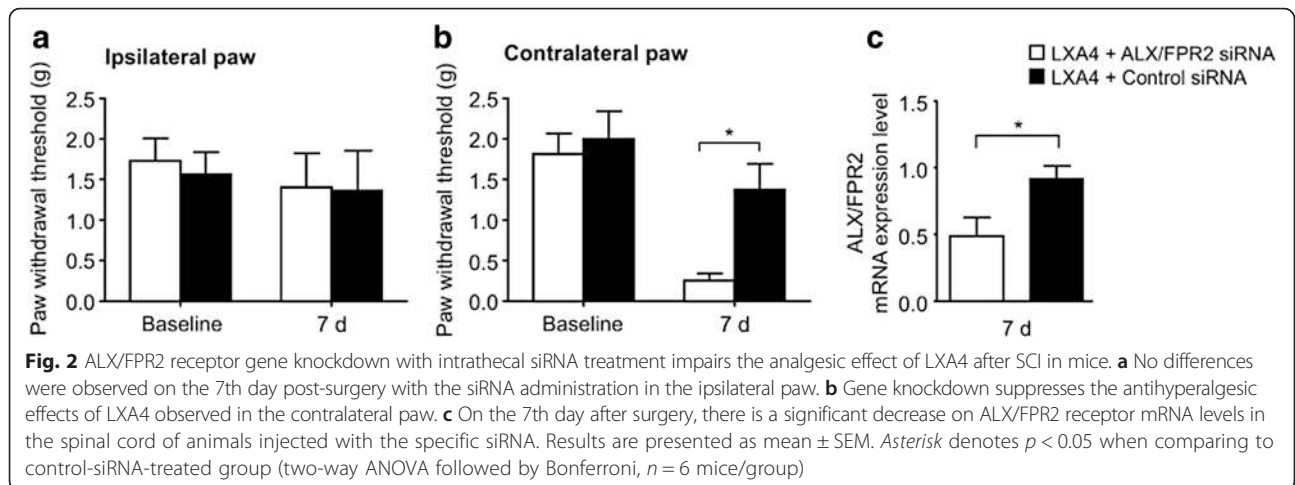 a
Ipsilateral paw
Paw withdrawal threshold (g)
2.5
2.0
1.5
1.0
0.5
0.0
Baseline
7 d
b
Contralateral paw
Paw withdrawal threshold (g)
2.5
2.0
1.5
1.0
0.5
0.0
*
Baseline
7 d
c
LXA4 + ALX/FPR2 siRNA
LXA4 + Control siRNA
ALX/FPR2
mRNA expression level
1.5
1.0
0.5
0.0
*
7 d
Fig. 2 ALX/FPR2 receptor gene knockdown with intrathecal siRNA treatment impairs the analgesic effect of LXA4 after SCI in mice. a No differences
were observed on the 7th day post-surgery with the siRNA administration in the ipsilateral paw. b Gene knockdown suppresses the antihyperalgesic
effects of LXA4 observed in the contralateral paw. c On the 7th day after surgery, there is a significant decrease on ALX/FPR2 receptor mRNA levels in
the spinal cord of animals injected with the specific siRNA. Results are presented as mean ± SEM. Asterisk denotes p < 0.05 when comparing to
control-siRNA-treated group (two-way ANOVA followed by Bonferroni, n = 6 mice/group)